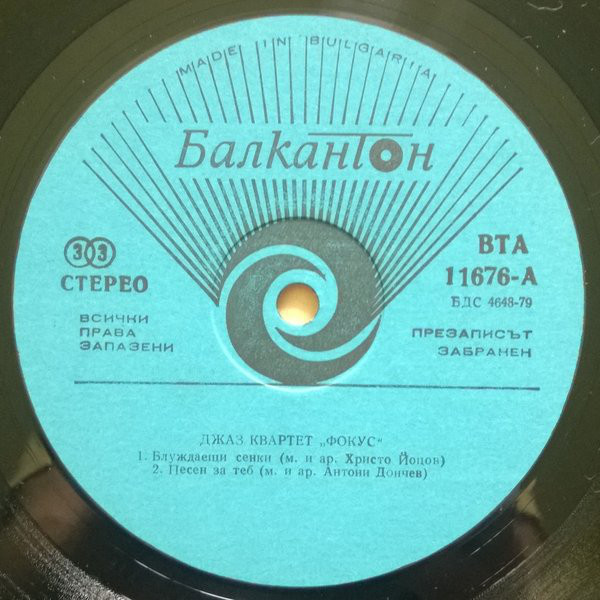 MADE IN BULGARIA
Балкантон
33
СТЕРЕО
ВТА
11676-А
БДС 4648-79
ВСИЧКИ
ПРАВА
ЗАПАЗЕНИ
ПРЕЗАПИСЪТ
ЗАБРАНЕН
ДЖАЗ КВАРТЕТ „ФОКУС“
1. Блуждаещи сенки (м. и ар. Христо Йоцов)
2. Песен за теб (м. и ар. Антони Дончев)